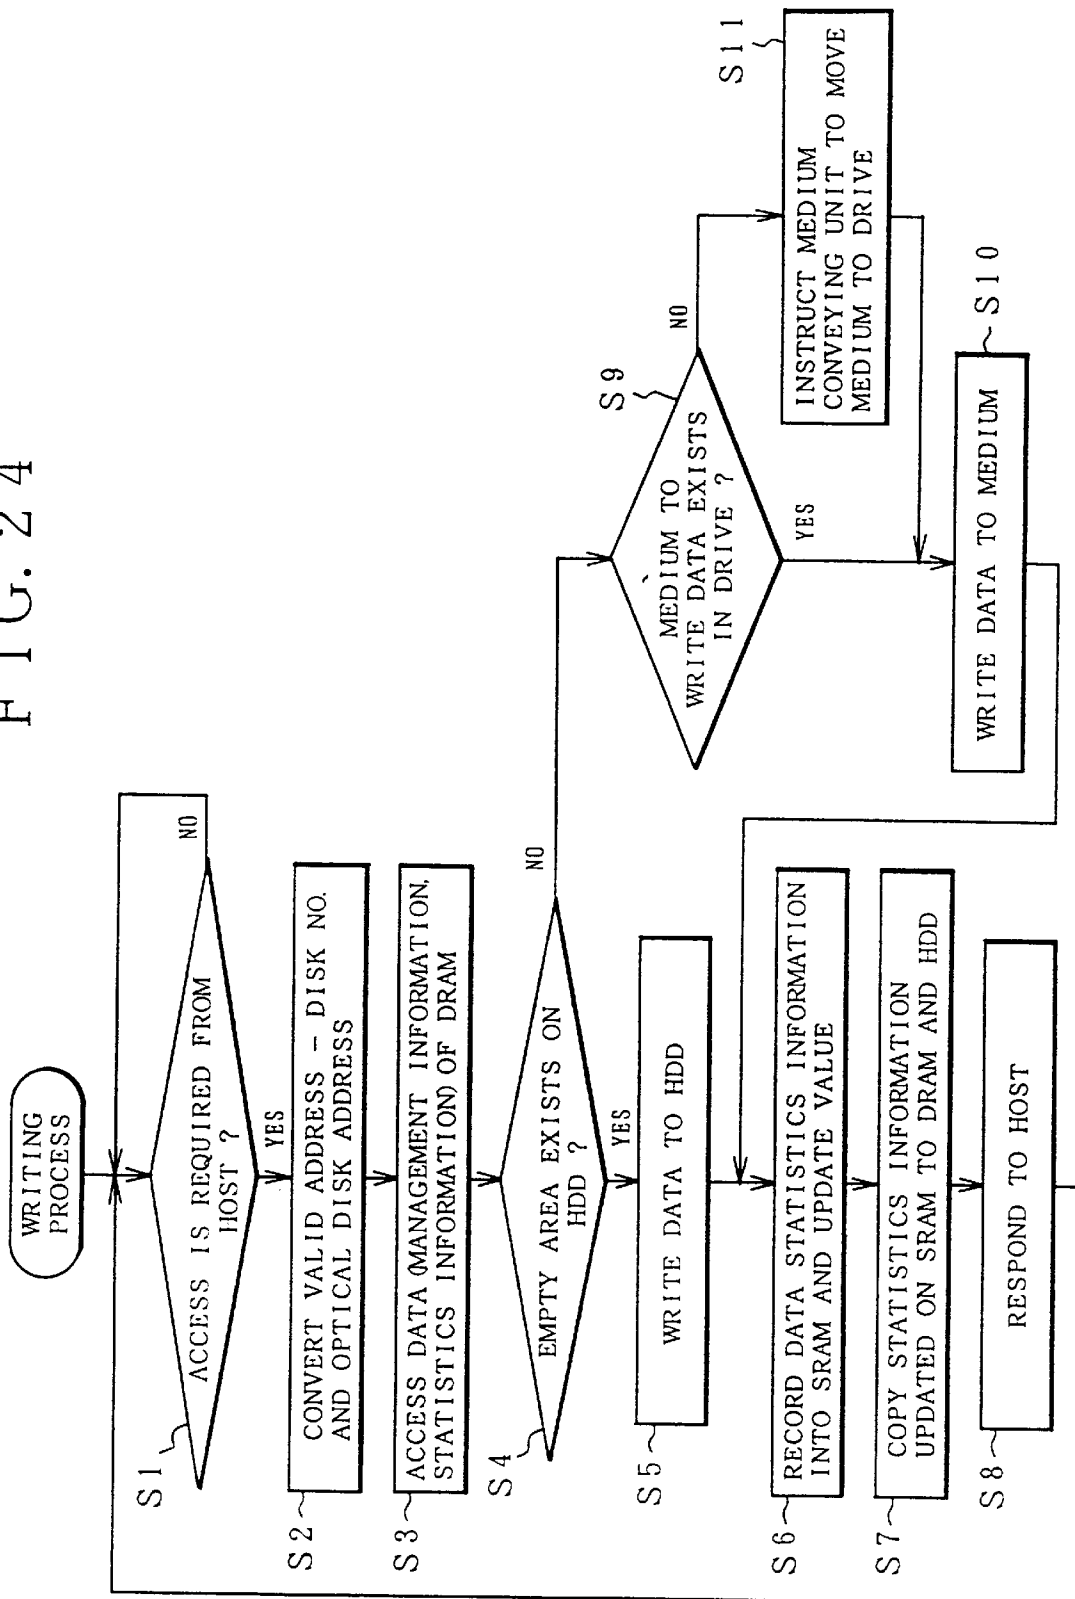 FIG. 24
WRITING
PROCESS
S1
ACCESS IS REQUIRED FROM
HOST ?
NO
YES
S2
CONVERT VALID ADDRESS - DISK NO.
AND OPTICAL DISK ADDRESS
S3
ACCESS DATA (MANAGEMENT INFORMATION,
STATISTICS INFORMATION) OF DRAM
S4
EMPTY AREA EXISTS ON
HDD ?
NO
YES
S5
WRITE DATA TO HDD
S6
RECORD DATA STATISTICS INFORMATION
INTO SRAM AND UPDATE VALUE
S7
COPY STATISTICS INFORMATION
UPDATED ON SRAM TO DRAM AND HDD
S8
RESPOND TO HOST
S9
MEDIUM TO
WRITE DATA EXISTS
IN DRIVE ?
NO
YES
S11
INSTRUCT MEDIUM
CONVEYING UNIT TO MOVE
MEDIUM TO DRIVE
S10
WRITE DATA TO MEDIUM